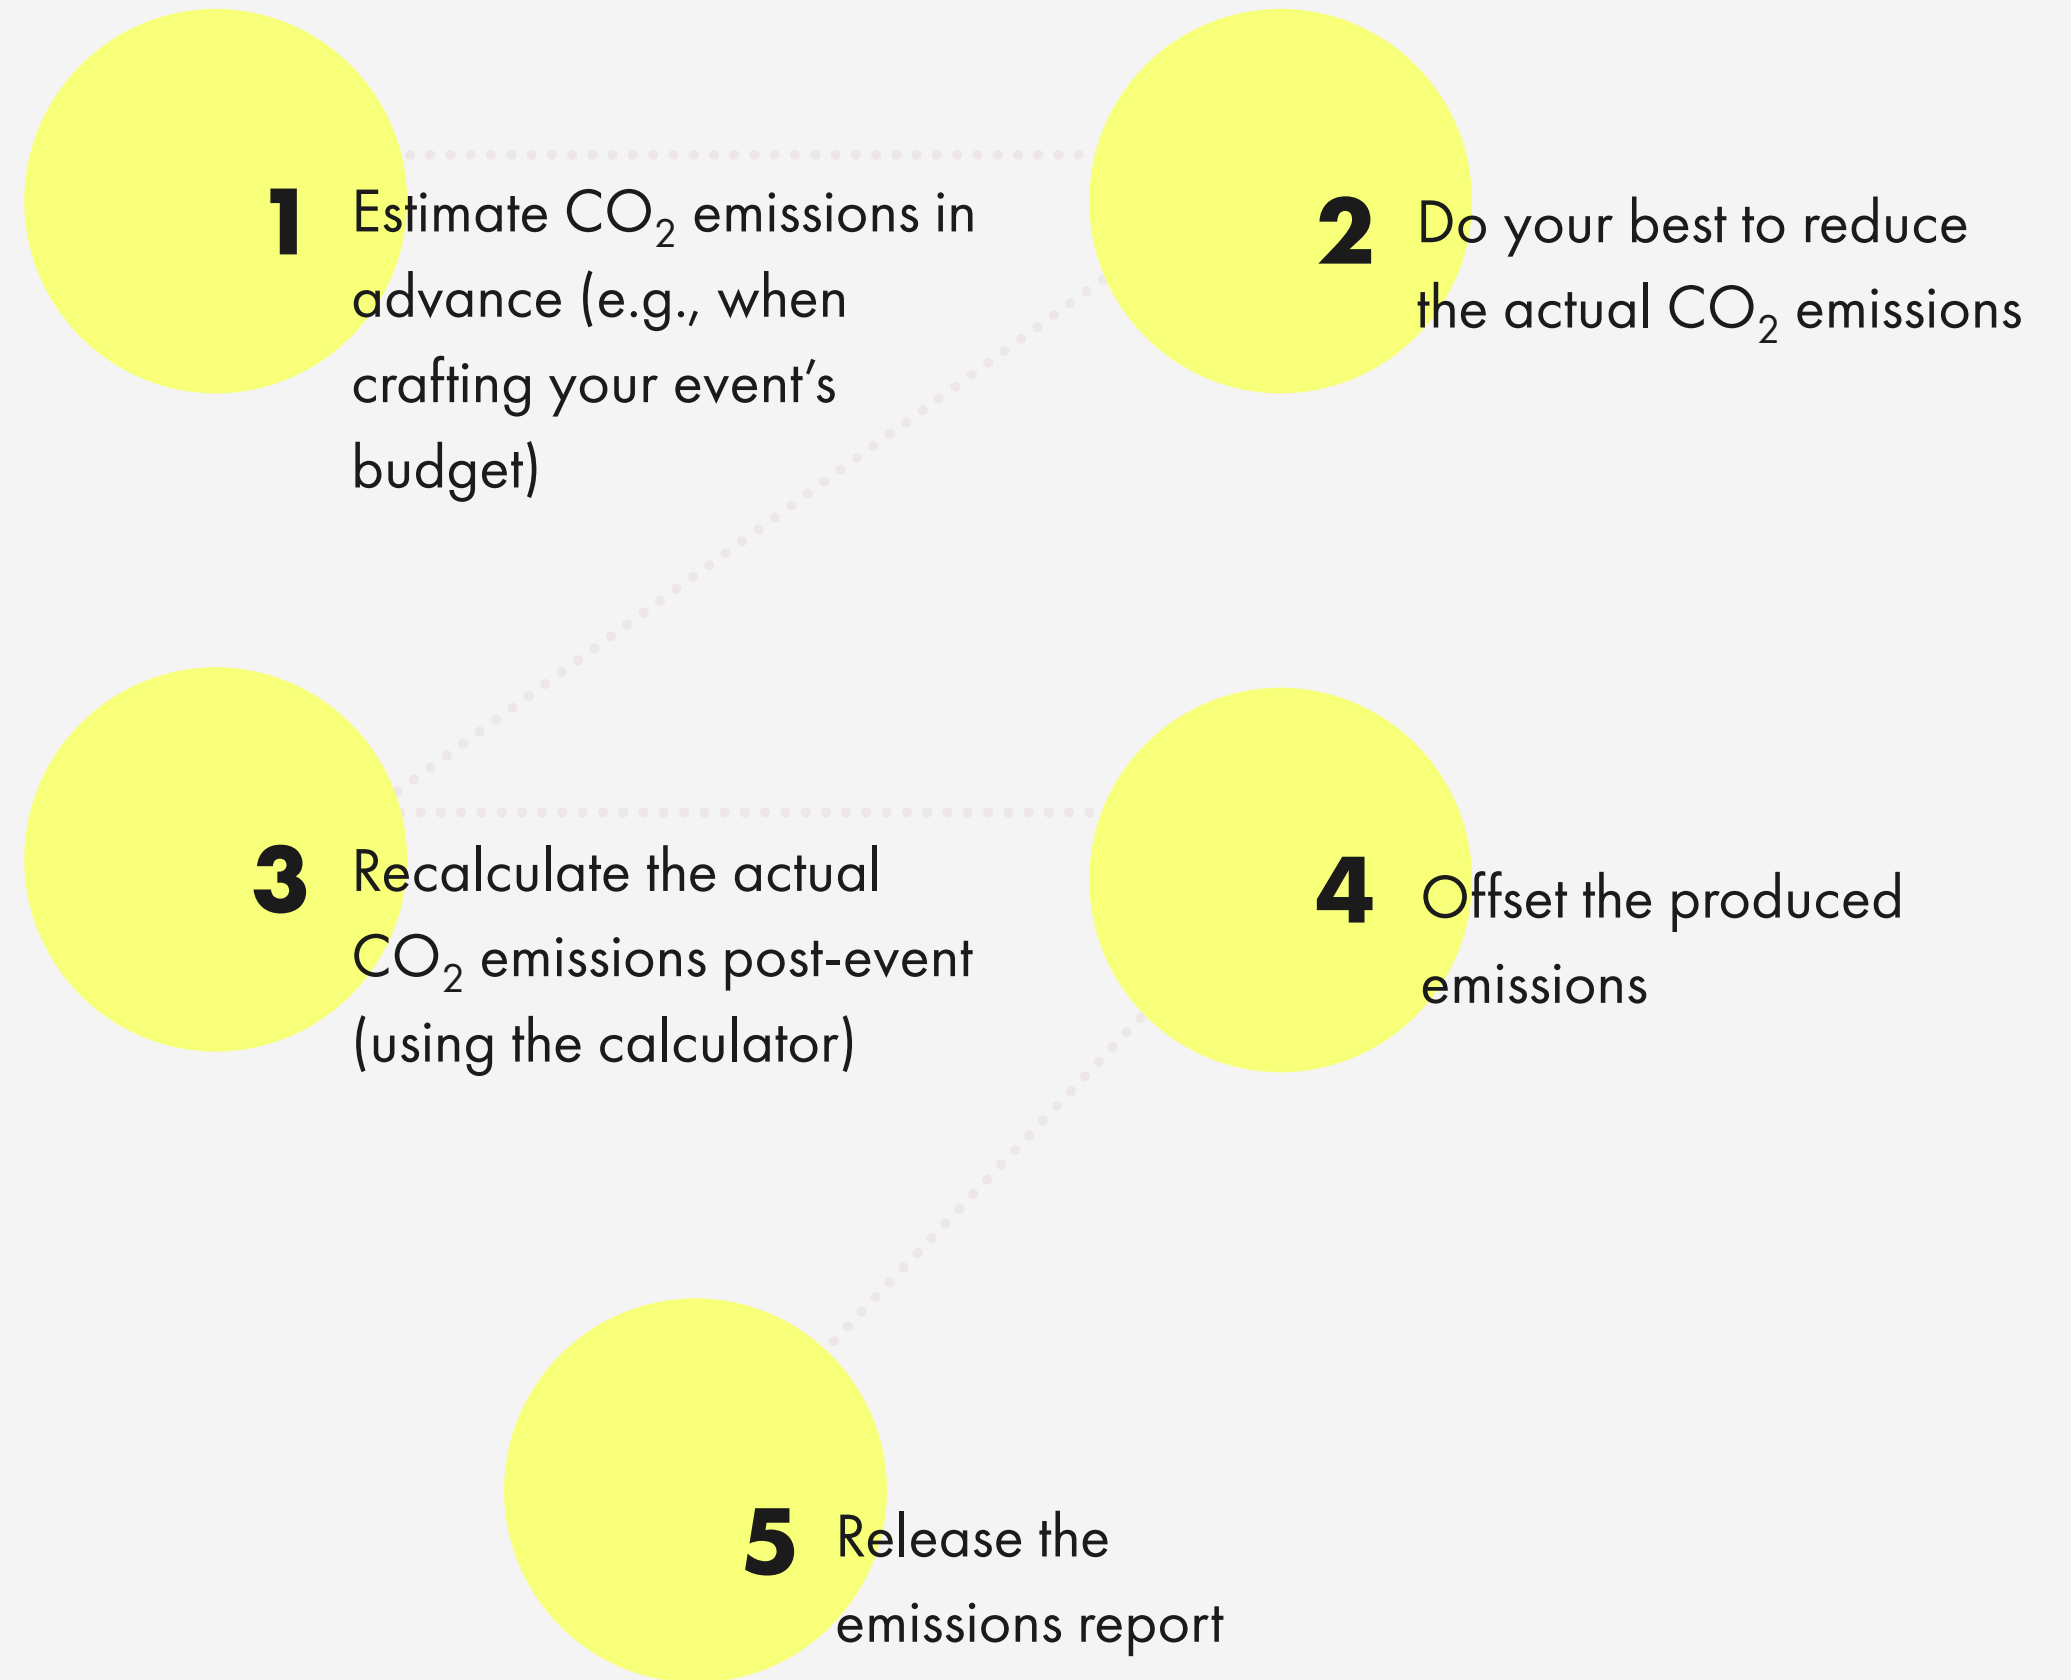 1 Estimate CO₂ emissions in
advance (e.g., when
crafting your event’s
budget)
2 Do your best to reduce
the actual CO₂ emissions
3 Recalculate the actual
CO₂ emissions post-event
(using the calculator)
4 Offset the produced
emissions
5 Release the
emissions report